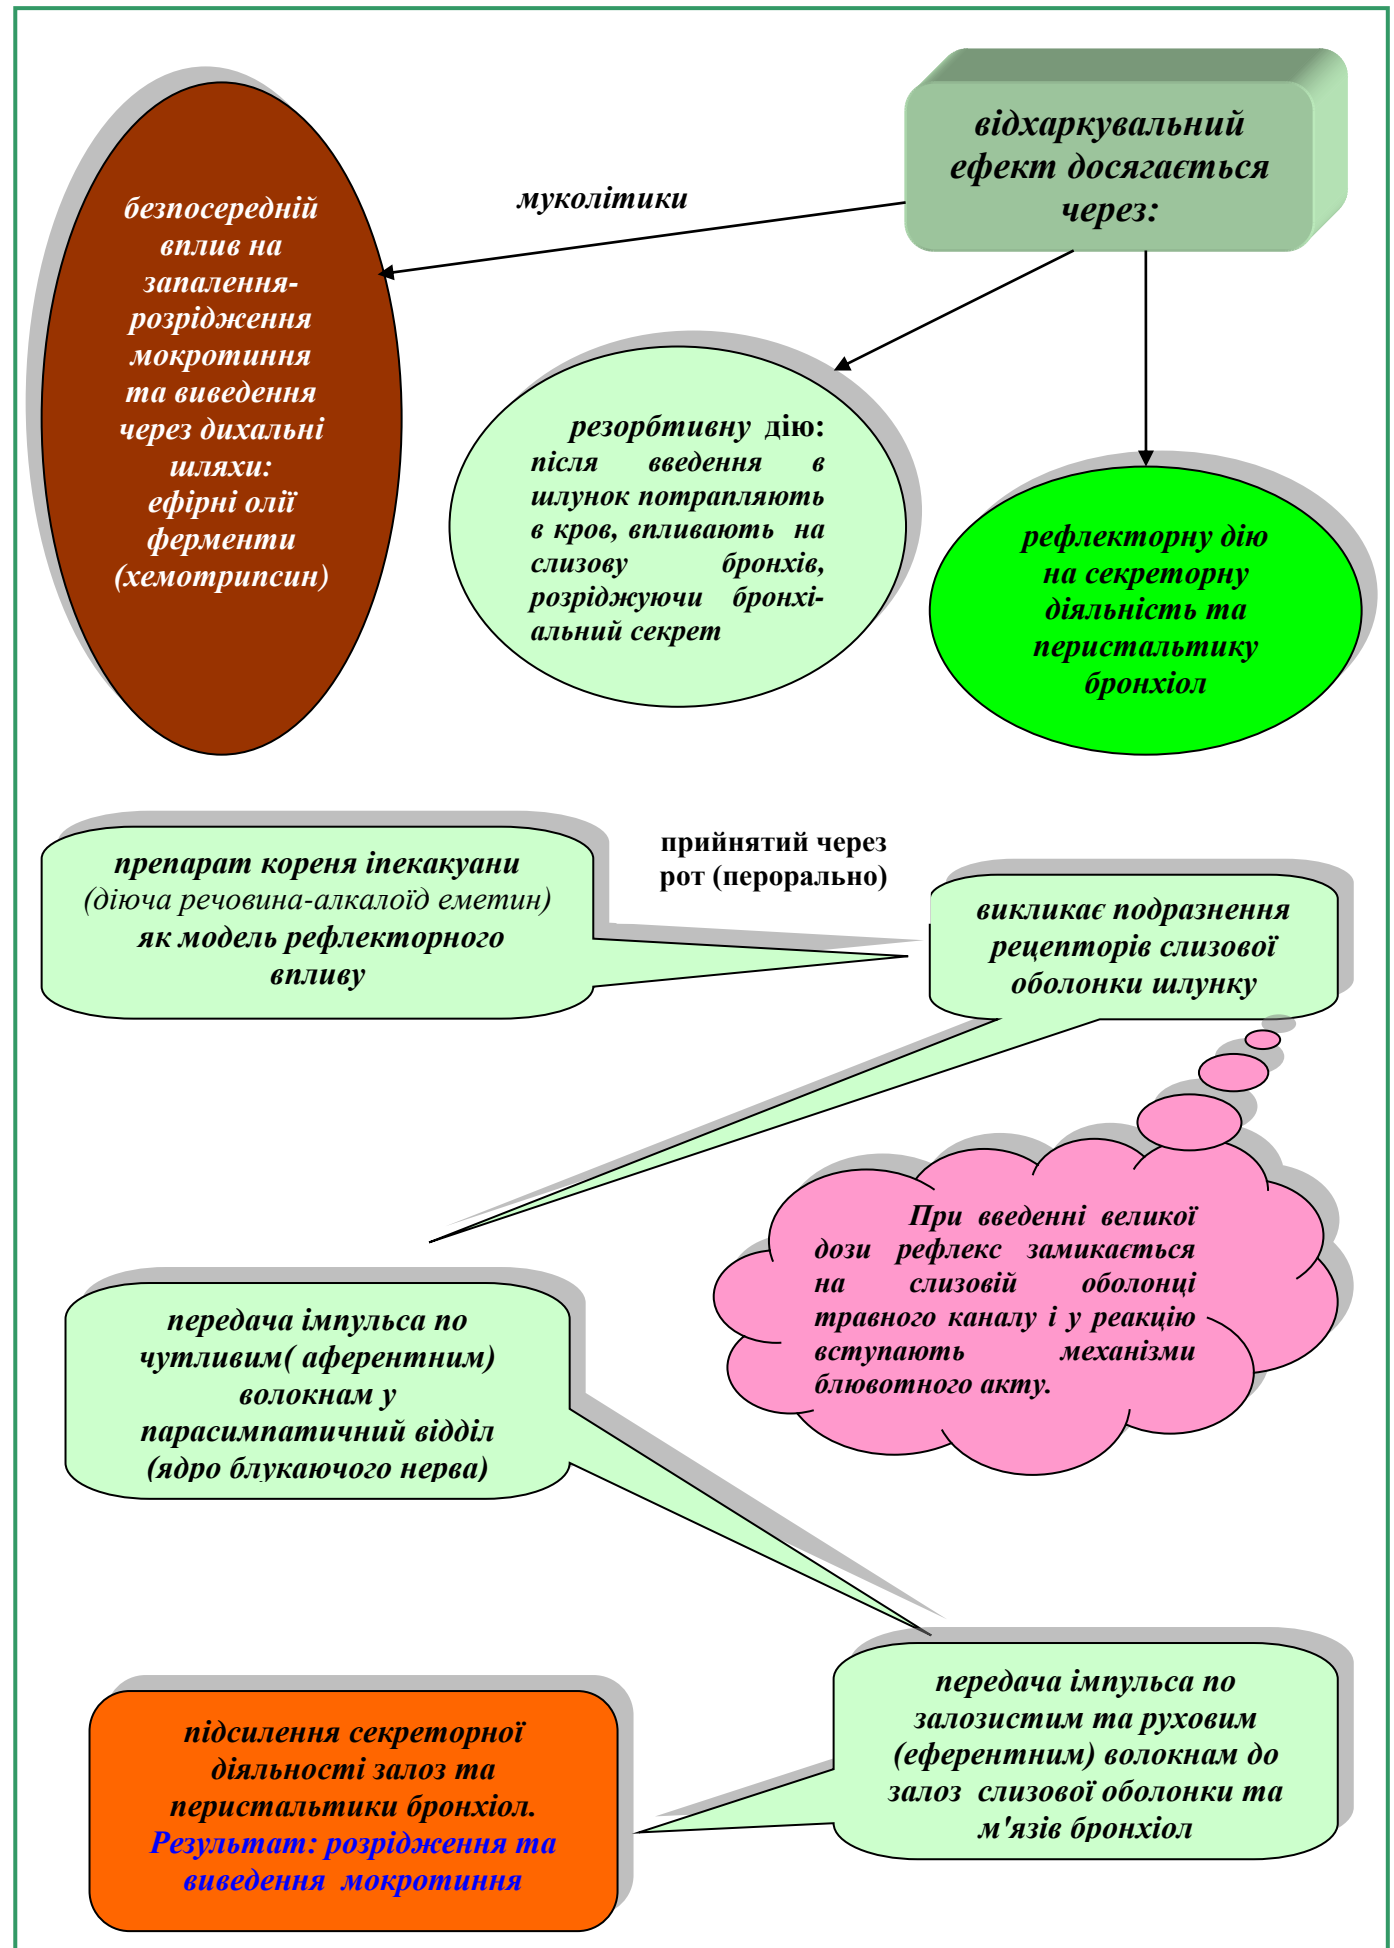 відхаркувальний
ефект досягається
через:
муколітики
безпосередній
вплив на
запалення-
розрідження
мокротиння
та виведення
через дихальні
шляхи:
ефірні олії
ферменти
(хемотрипсин)
резорбтивну дію:
після введення в
шлунок потрапляють
в кров, впливають на
слизову бронхів,
розріджуючи бронхі-
альний секрет
рефлекторну дію
на секреторну
діяльність та
перистальтику
бронхіол
препарат кореня іпекакуани
(діюча речовина-алкалоїд еметин)
як модель рефлекторного
впливу
прийнятий через
рот (перорально)
викликає подразнення
рецепторів слизової
оболонки шлунку
При введенні великої
дози рефлекс замикається
на слизовій оболонці
травного каналу і у реакцію
вступають механізми
блювотного акту.
передача імпульса по
чутливим( аферентним)
волокнам у
парасимпатичний відділ
(ядро блукаючого нерва)
передача імпульса по
залозистим та руховим
(еферентним) волокнам до
залоз слизової оболонки та
м'язів бронхіол
підсилення секреторної
діяльності залоз та
перистальтики бронхіол.
Результат: розрідження та
виведення мокротиння